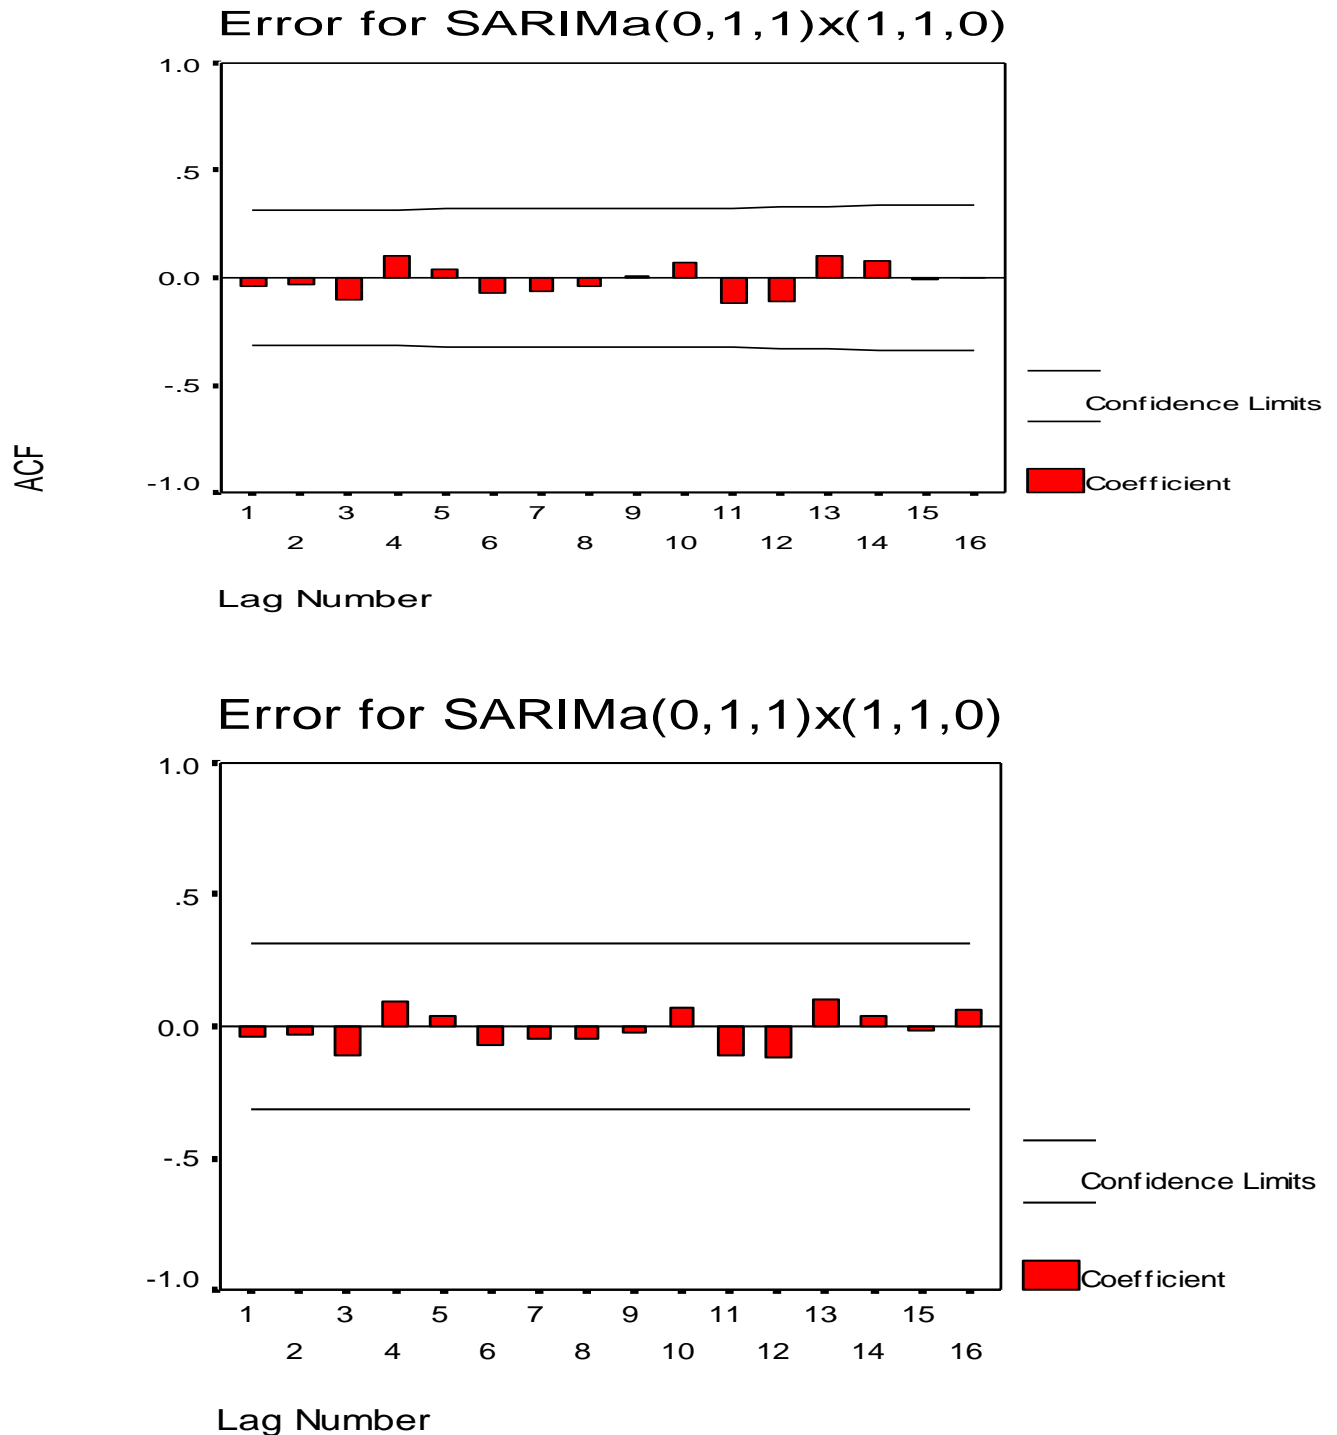 Error for SARIMa(0,1,1)x(1,1,0)
1.0
.5
0.0
-.5
-1.0
ACF
1 3 5 7 9 11 13 15
2 4 6 8 10 12 14 16
Lag Number
Confidence Limits
Coefficient
Error for SARIMa(0,1,1)x(1,1,0)
1.0
.5
0.0
-.5
-1.0
1 3 5 7 9 11 13 15
2 4 6 8 10 12 14 16
Lag Number
Confidence Limits
Coefficient